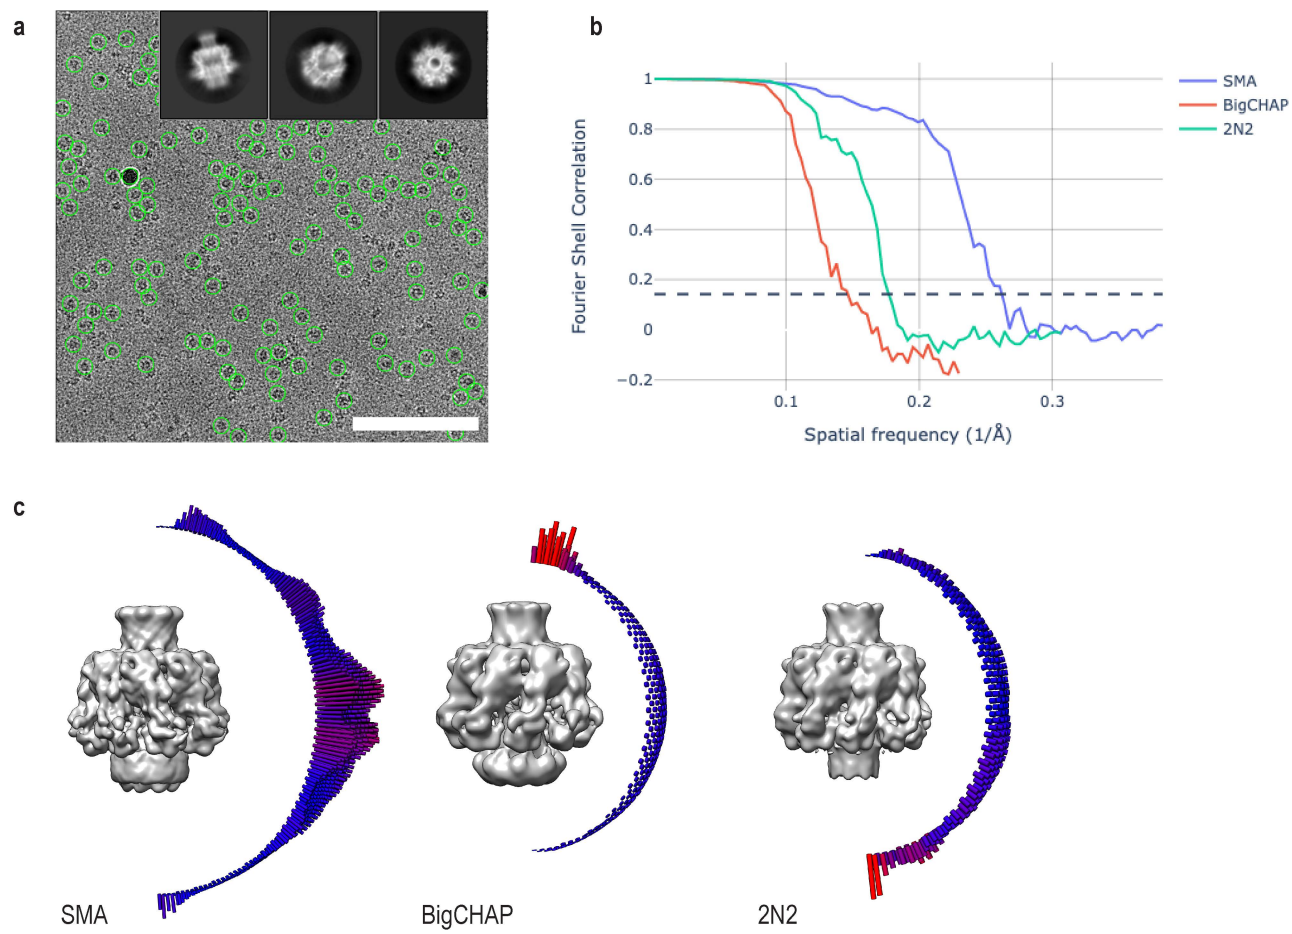 a
b
1
0.8
0.6
0.4
0.2
0
−0.2
Fourier Shell Correlation
0.1
0.2
0.3
Spatial frequency (1/Å)
SMA
BigCHAP
2N2
c
SMA
BigCHAP
2N2